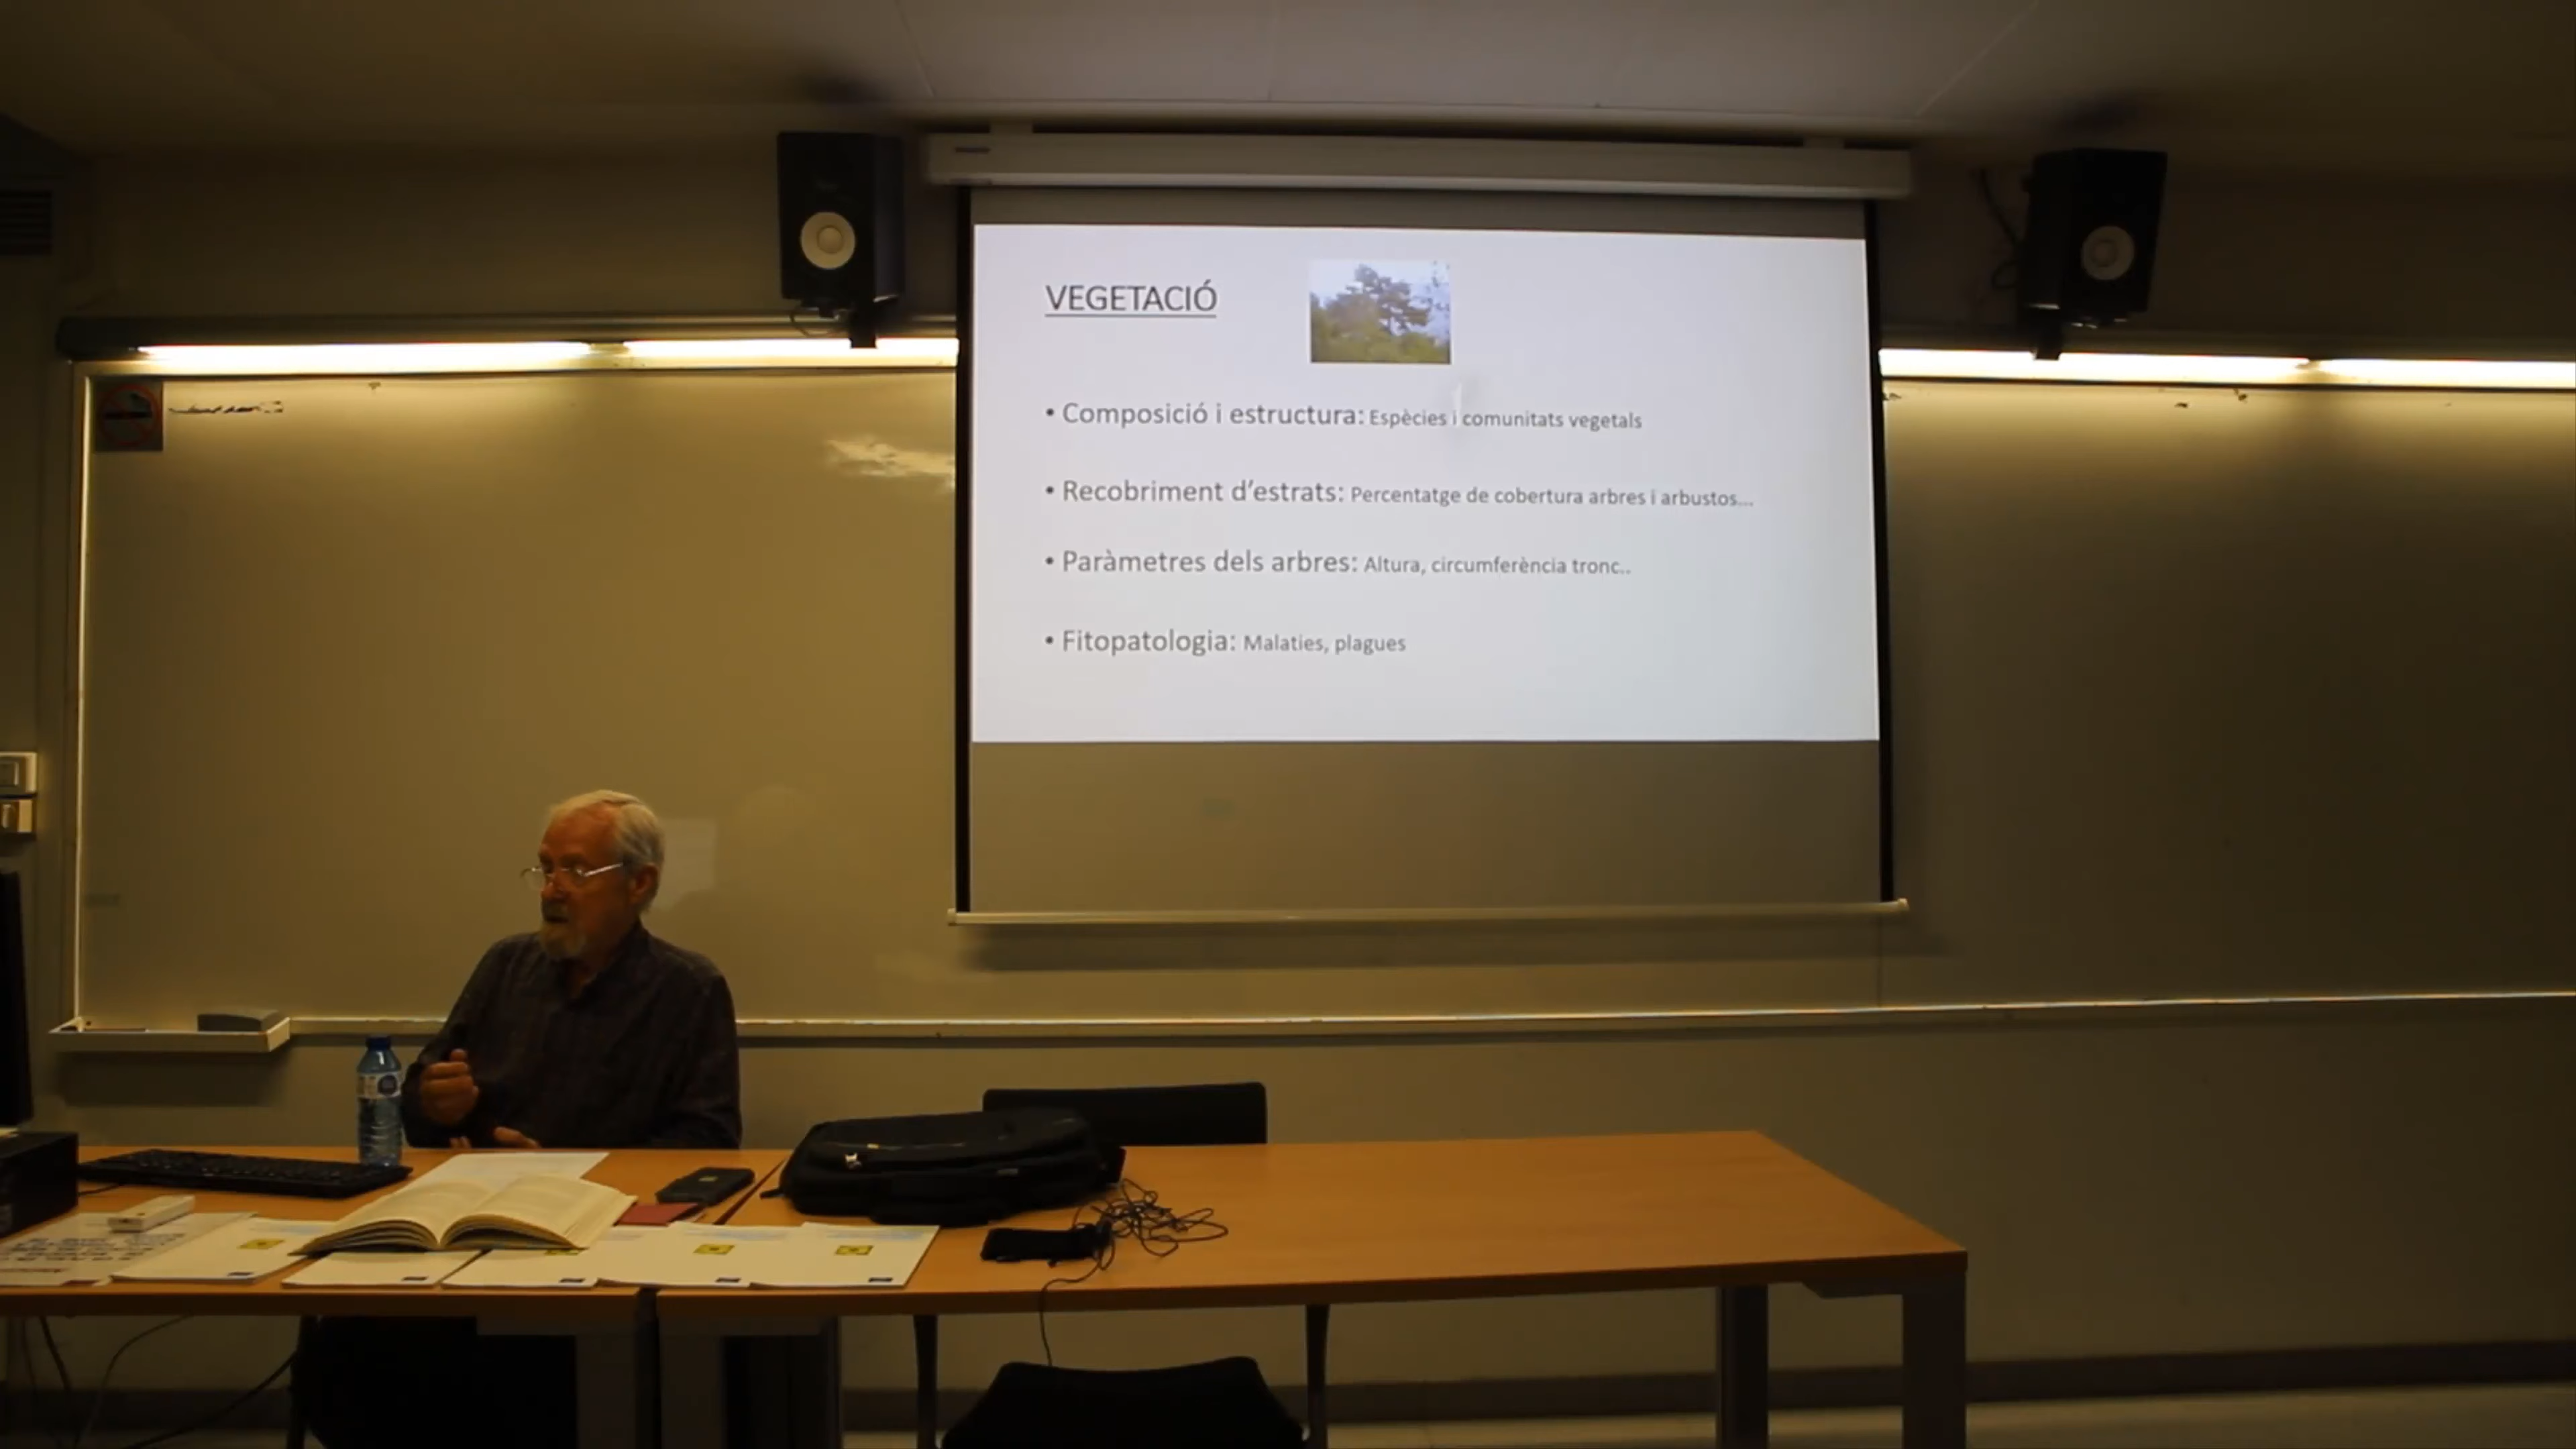 VEGETACIÓ
• Composició i estructura: Espècies i comunitats vegetals
• Recobriment d'estrats: Percentatge de cobertura arbres i arbustos...
• Paràmetres dels arbres: Altura, circumferència tronc..
• Fitopatologia: Malaties, plagues